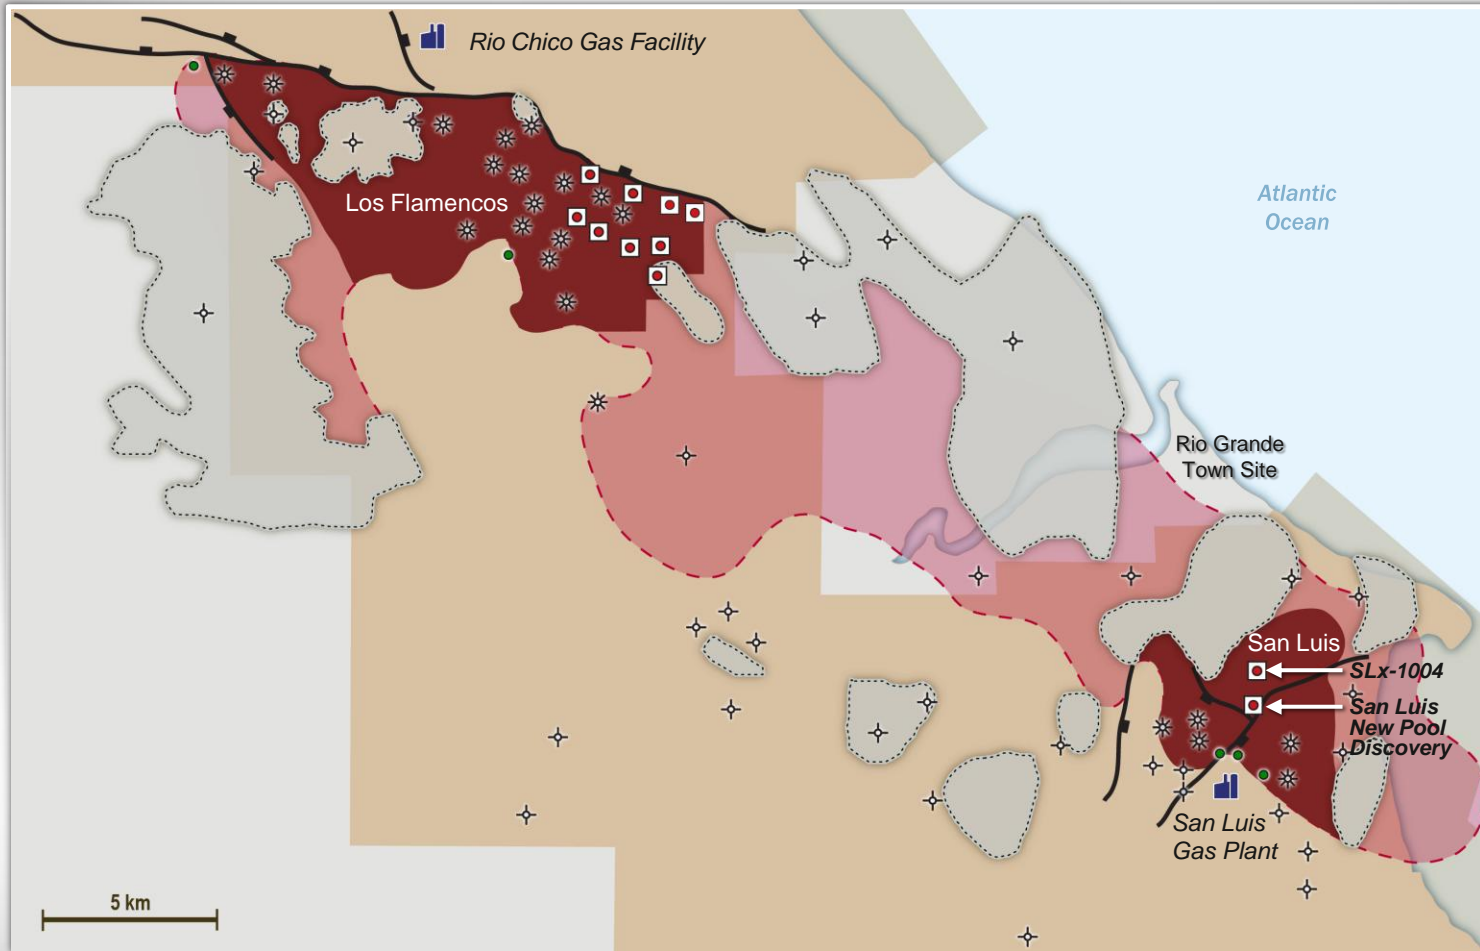 Rio Chico Gas Facility
Los Flamencos
Atlantic
Ocean
Rio Grande
Town Site
San Luis
SLx-1004
San Luis
New Pool
Discovery
San Luis
Gas Plant
5 km